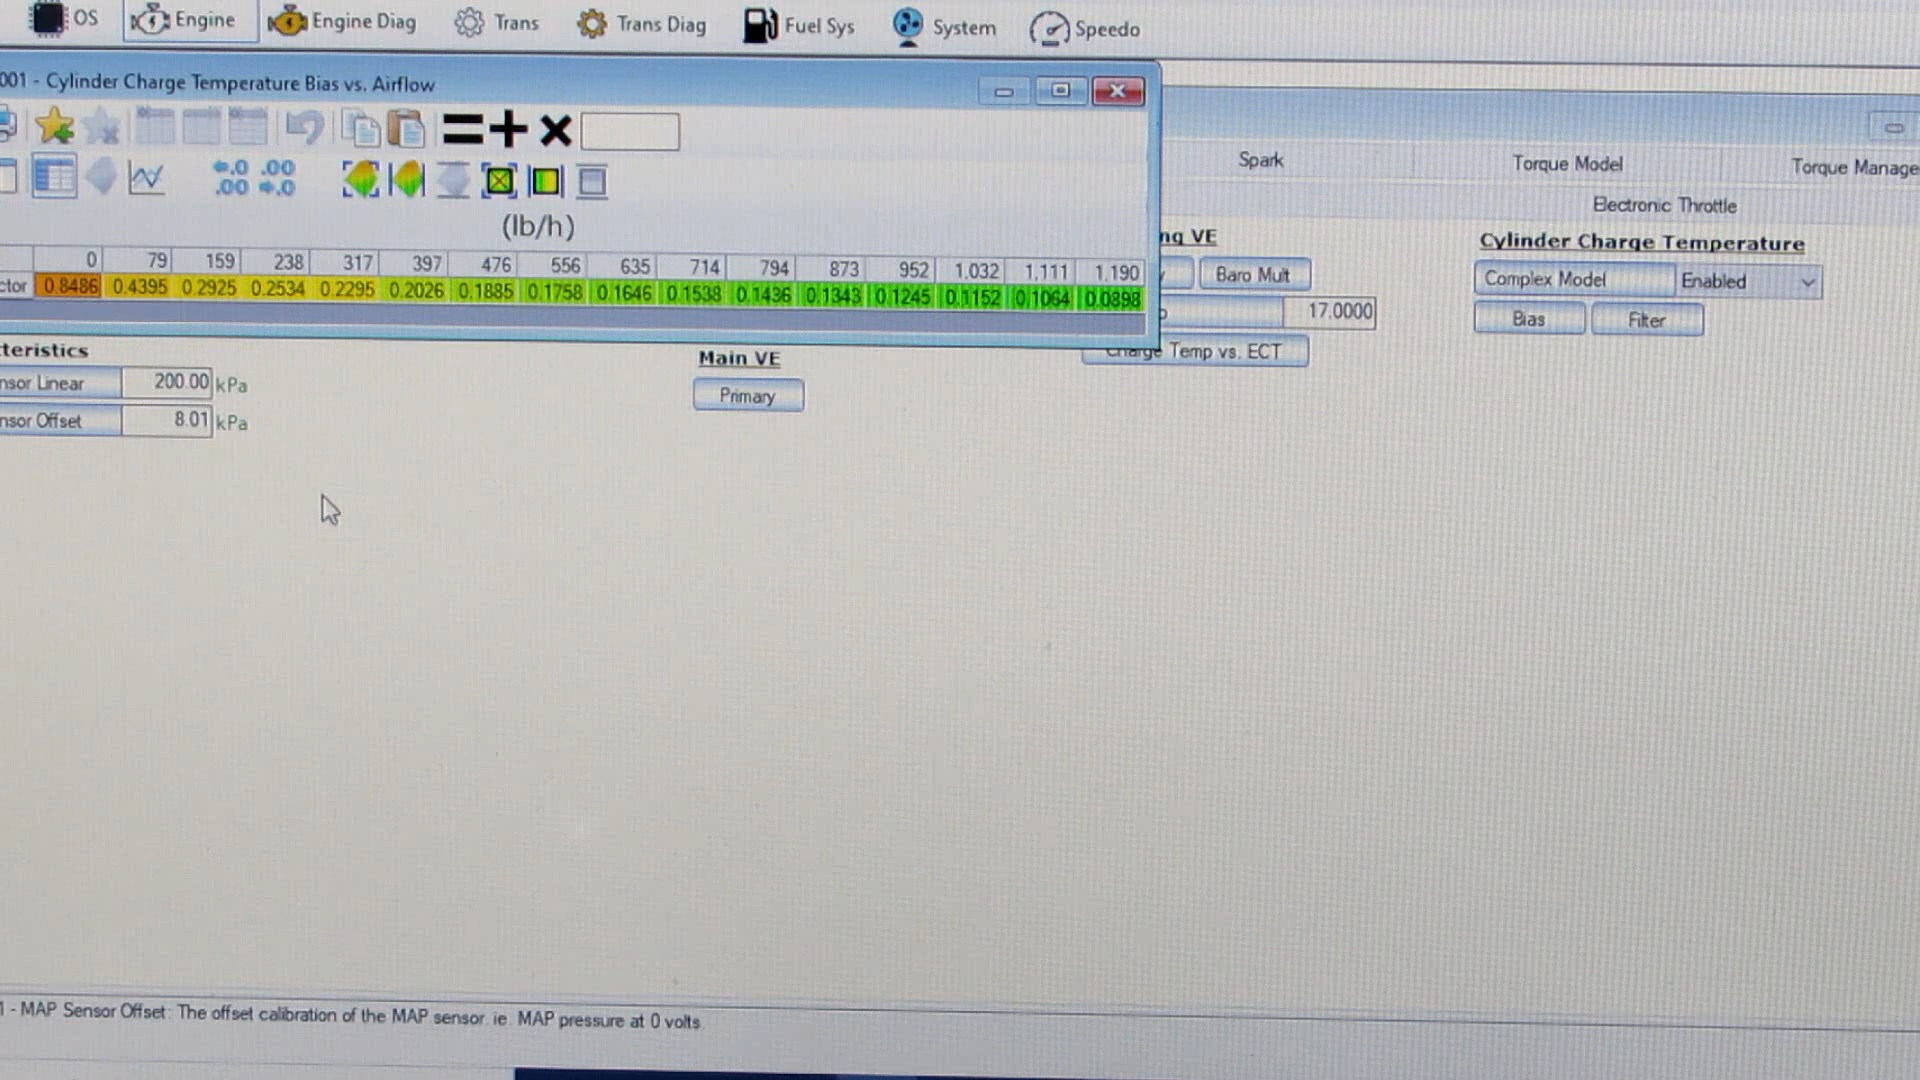 OS Engine Engine Diag Trans Trans Diag Fuel Sys System Speedo
001 - Cylinder Charge Temperature Bias vs. Airflow
Spark Torque Model Torque Manage
Electronic Throttle
(lb/h)
0 79 159 238 317 397 476 556 635 714 794 873 952 1,032 1,111 1,190
ctor 0.8486 0.4395 0.2925 0.2534 0.2295 0.2026 0.1885 0.1758 0.1646 0.1538 0.1436 0.1343 0.1245 0.1152 0.1064 0.0898
ng VE
Baro Mult
17.0000
Charge Temp vs. ECT
Cylinder Charge Temperature
Complex Model Enabled
Bias Filter
teristics
nsor Linear 200.00 kPa
nsor Offset 8.01 kPa
Main VE
Primary
1 - MAP Sensor Offset: The offset calibration of the MAP sensor. ie. MAP pressure at 0 volts